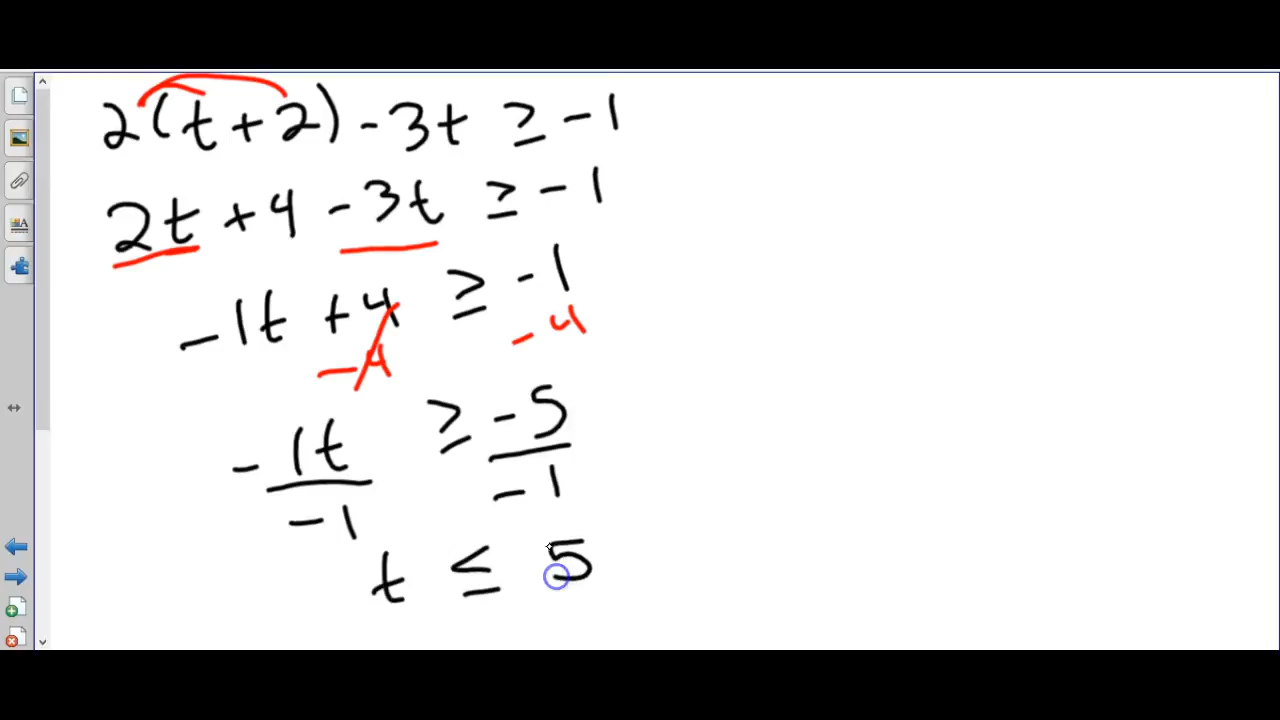 2(t+2) -3t ≥ -1
2t +4 -3t ≥ -1
-1t +4 ≥ -1
-4 -4
-1t ≥ -5
-1 -1
t ≤ 5